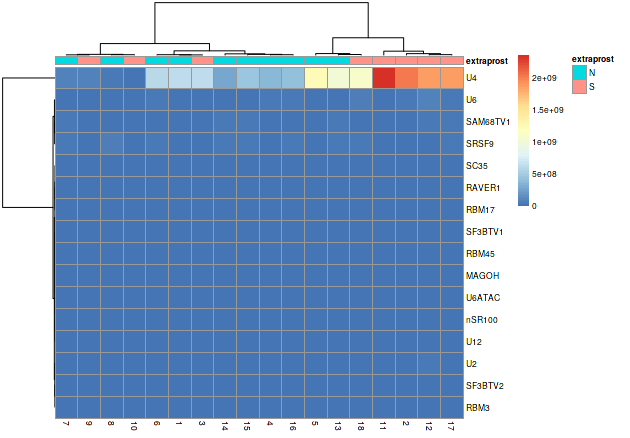 extraprost
extraprost
N
S
2e+09
1.5e+09
1e+09
5e+08
0
U4
U6
SAM68TV1
SRSF9
SC35
RAVER1
RBM17
SF3BTV1
RBM45
MAGOH
U6ATAC
nSR100
U12
U2
SF3BTV2
RBM3
7 9 8 10 6 1 3 14 15 4 16 5 13 18 11 2 12 17